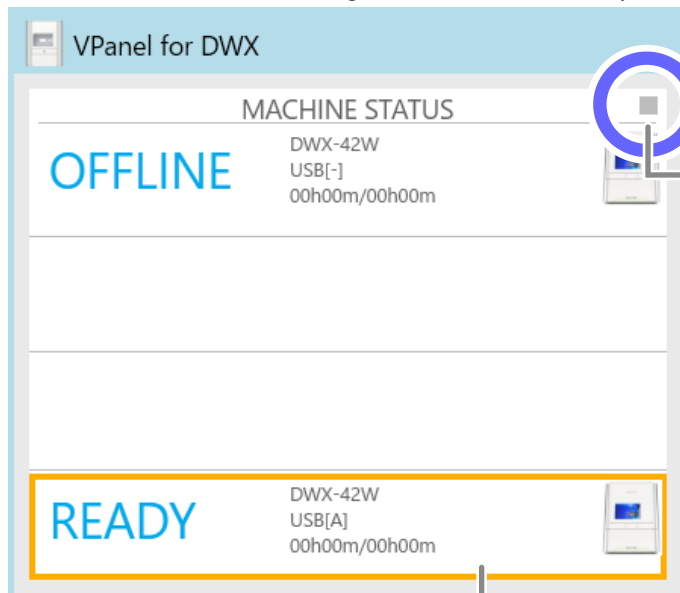 VPanel for DWX
MACHINE STATUS
OFFLINE
DWX-42W
USB[-]
00h00m/00h00m
READY
DWX-42W
USB[A]
00h00m/00h00m